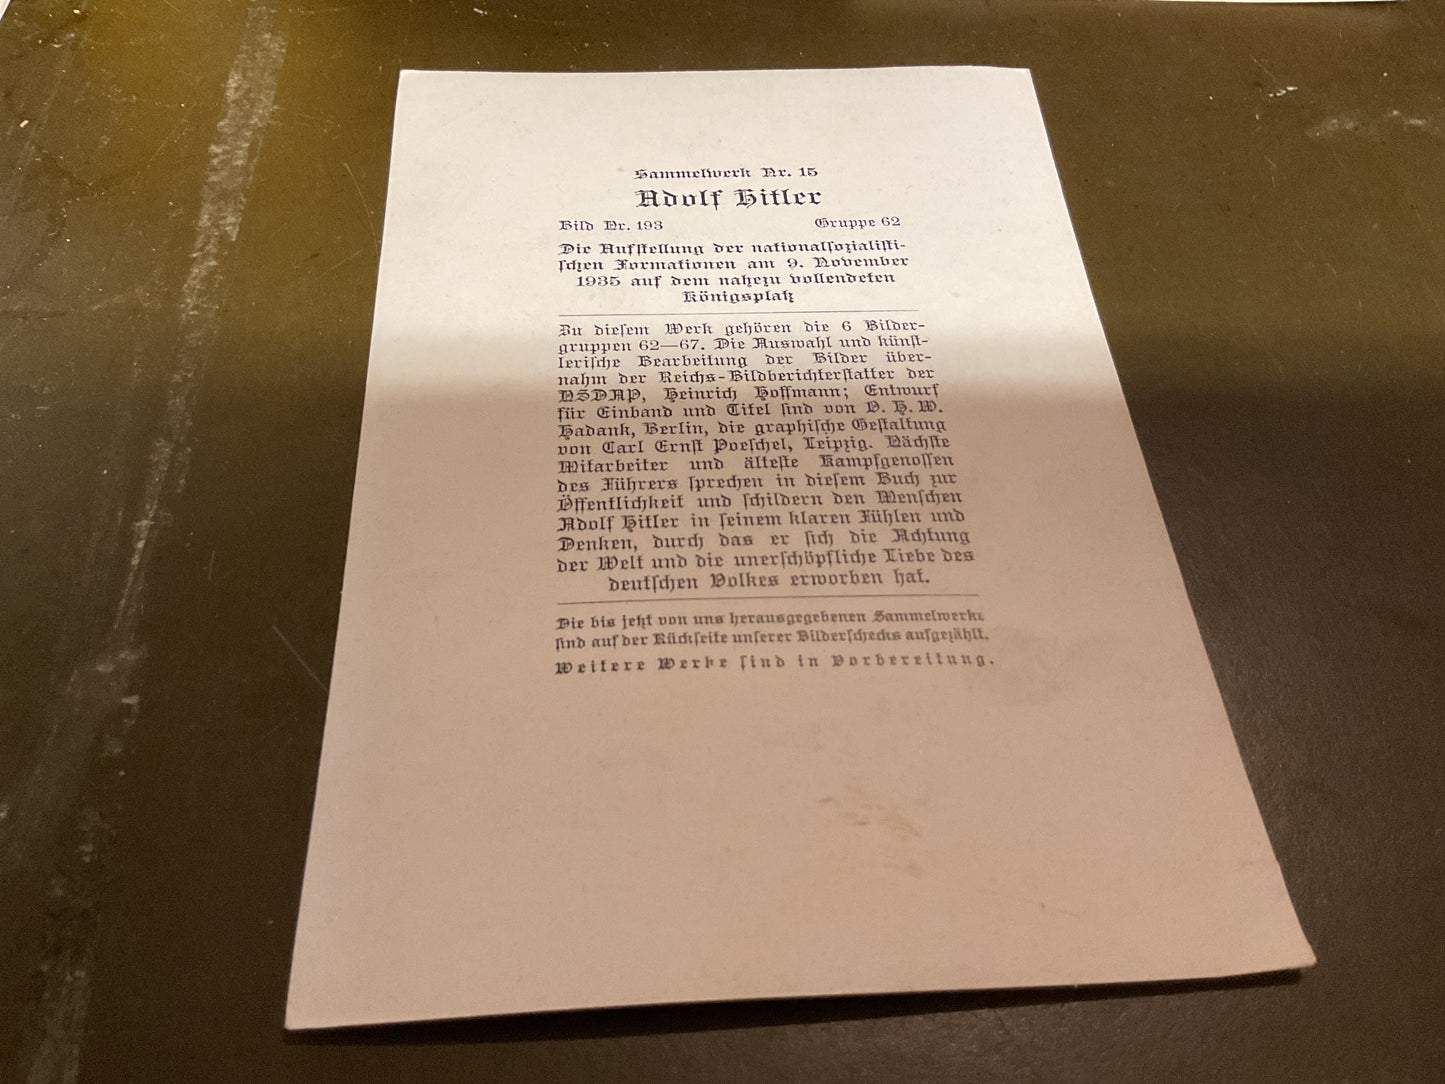 Sammelwerk Nr. 15
Adolf Hitler
Bild Nr. 193 Gruppe 62
Die Aufstellung der nationalsozialisti-
schen Formationen am 9. November
1935 auf dem nahezu vollendeten
Königsplatz
Zu diesem Werk gehören die 6 Bilder-
gruppen 62—67. Die Auswahl und künst-
lerische Bearbeitung der Bilder über-
nahm der Reichs-Bildberichterstatter der
NSDAP, Heinrich Hoffmann; Entwurf
für Einband und Titel sind von O. H. W.
Hadank, Berlin, die graphische Gestaltung
von Carl Ernst Poeschel, Leipzig. Nächste
Mitarbeiter und älteste Kampfgenossen
des Führers sprechen in diesem Buch zur
Öffentlichkeit und schildern den Menschen
Adolf Hitler in seinem klaren Fühlen und
Denken, durch das er sich die Achtung
der Welt und die unerschöpfliche Liebe des
deutschen Volkes erworben hat.
Die bis jetzt von uns herausgegebenen Sammelwerke
sind auf der Rückseite unserer Bilderschecks aufgezählt.
Weitere Werke sind in Vorbereitung.